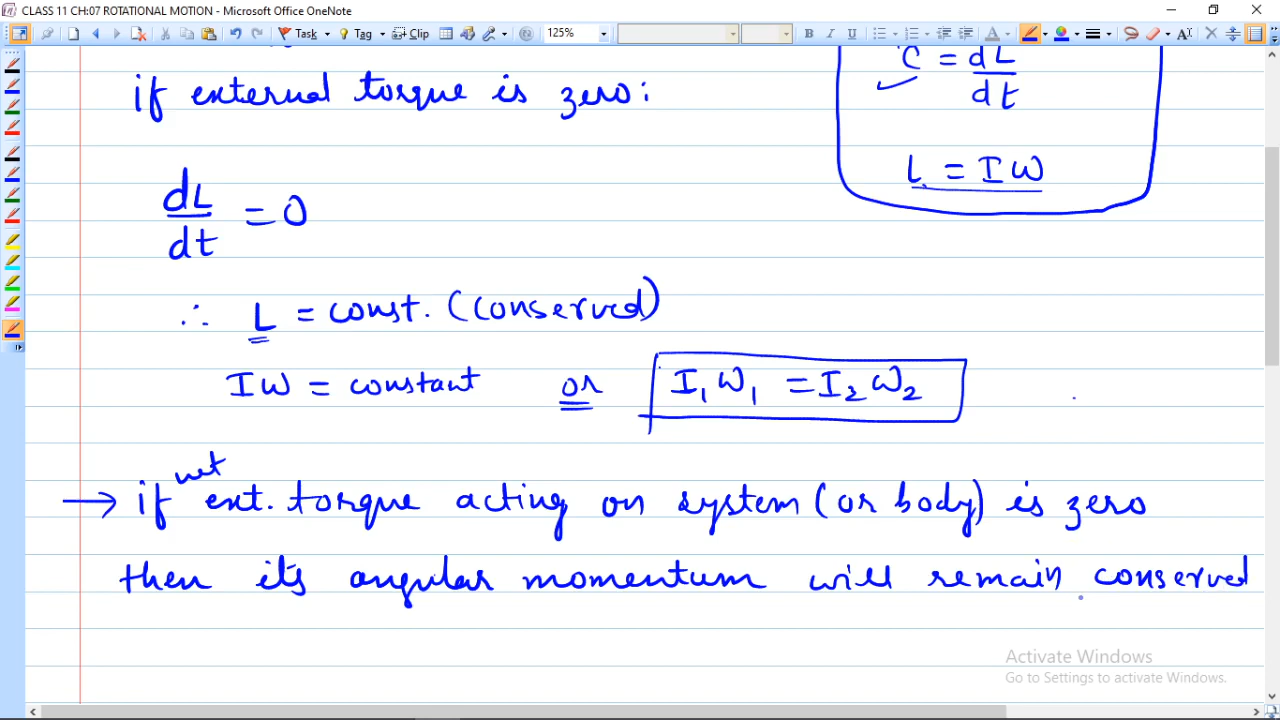 CLASS 11 CH:07 ROTATIONAL MOTION - Microsoft Office OneNote
Task Tag Clip 125% B I U
τ = dL/dt
if external torque is zero:
L = Iω
dL/dt = 0
∴ L = const. (conserved)
Iω = constant or I₁ω₁ = I₂ω₂
→ if net ext. torque acting on system (or body) is zero
then its angular momentum will remain conserved
Activate Windows
Go to Settings to activate Windows.